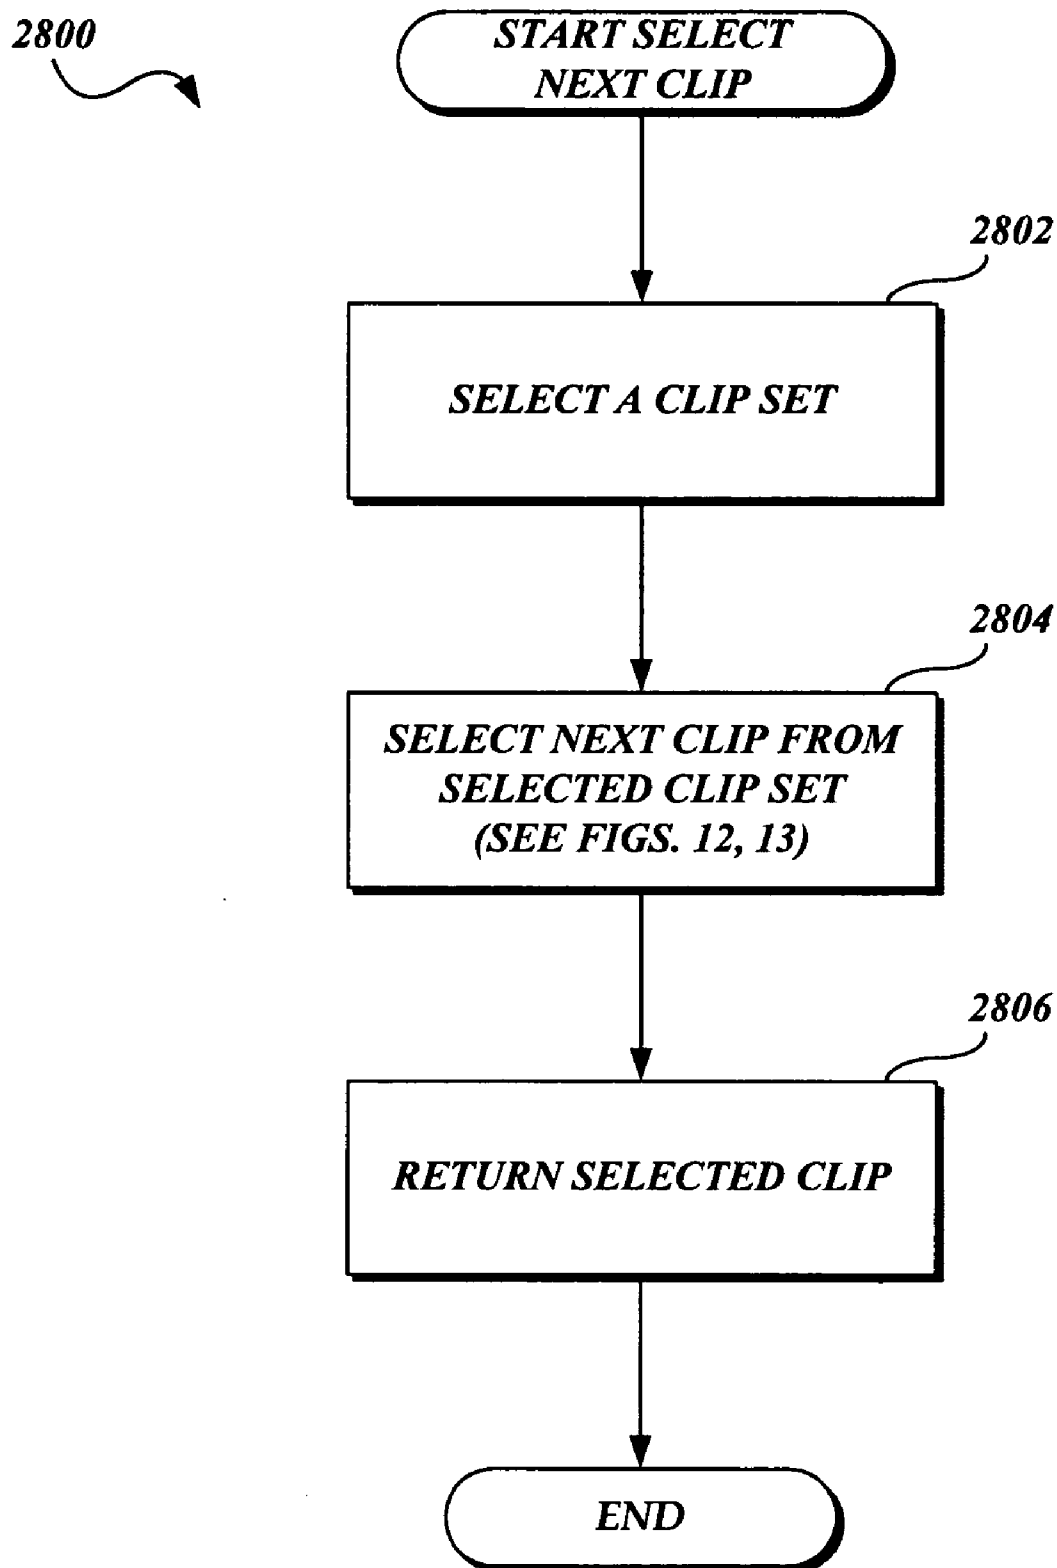 2800
START SELECT
NEXT CLIP
2802
SELECT A CLIP SET
2804
SELECT NEXT CLIP FROM
SELECTED CLIP SET
(SEE FIGS. 12, 13)
2806
RETURN SELECTED CLIP
END